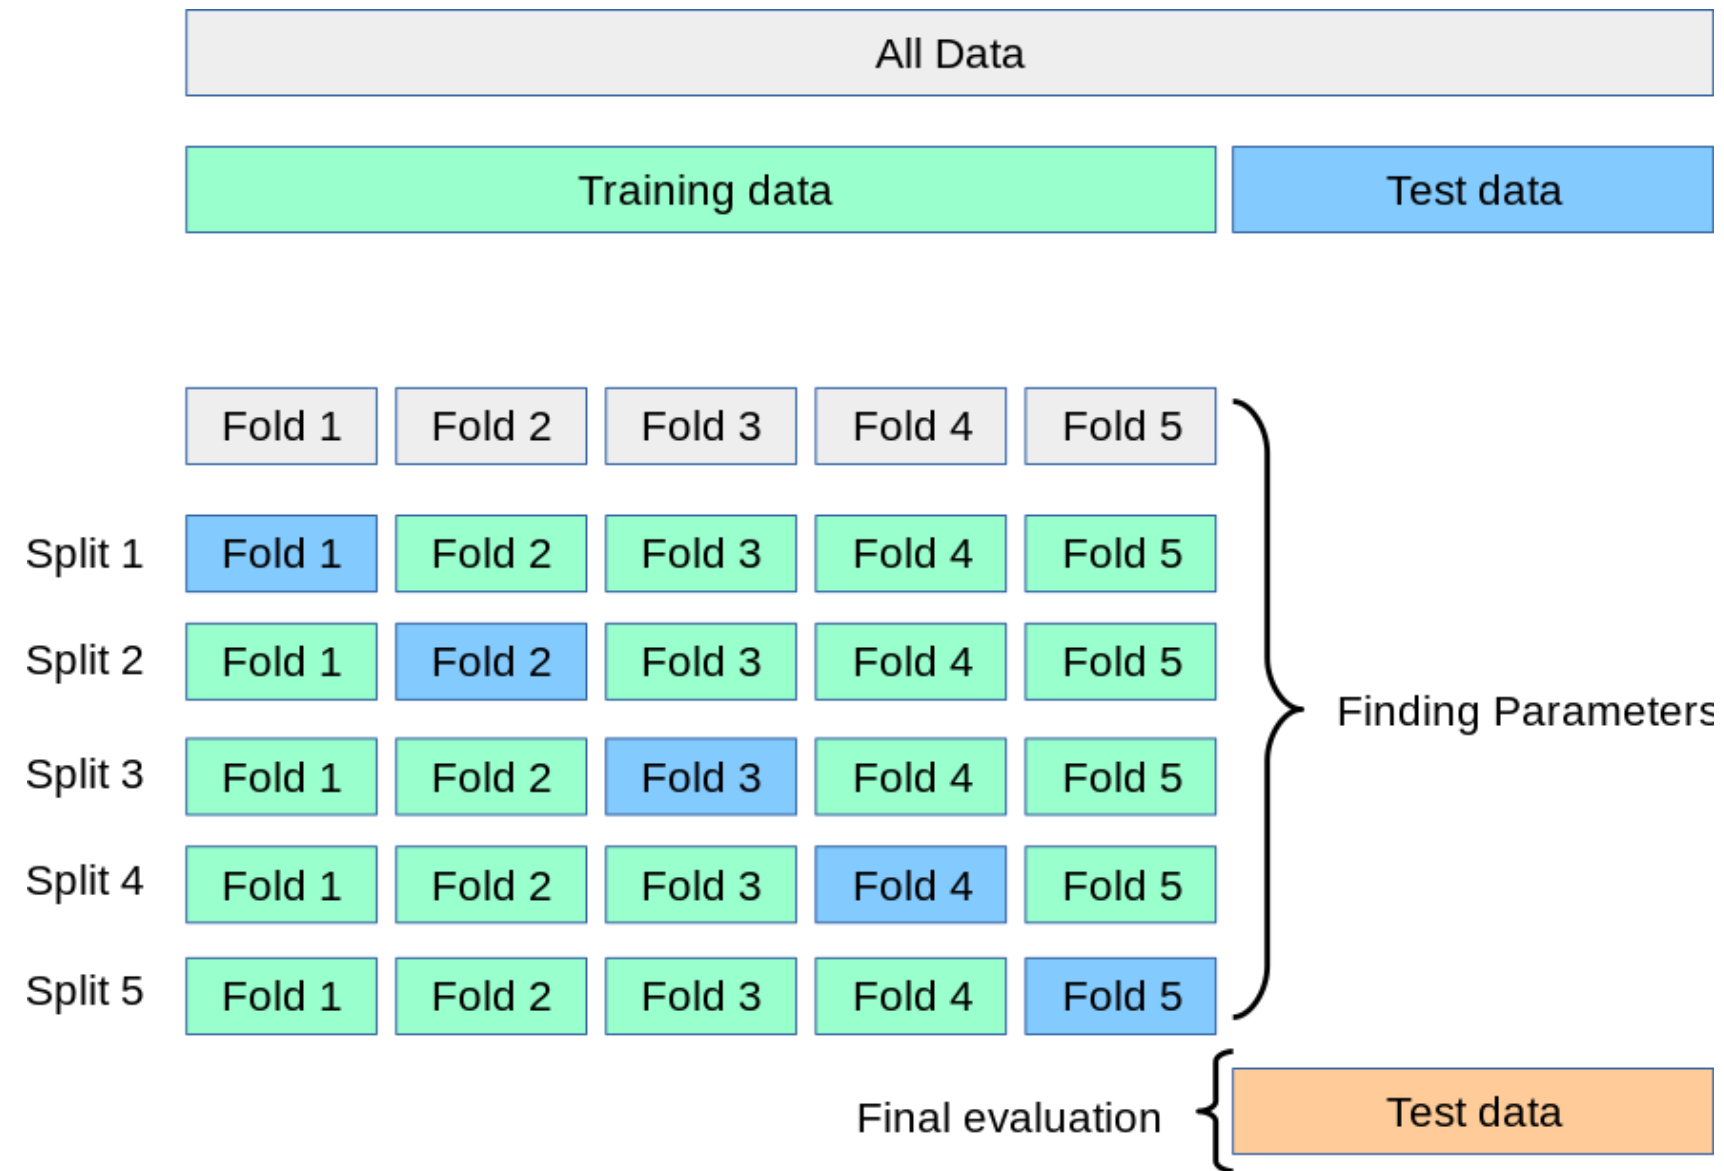 All Data
Training data Test data
Fold 1 Fold 2 Fold 3 Fold 4 Fold 5
Split 1 Fold 1 Fold 2 Fold 3 Fold 4 Fold 5
Split 2 Fold 1 Fold 2 Fold 3 Fold 4 Fold 5
Finding Parameters
Split 3 Fold 1 Fold 2 Fold 3 Fold 4 Fold 5
Split 4 Fold 1 Fold 2 Fold 3 Fold 4 Fold 5
Split 5 Fold 1 Fold 2 Fold 3 Fold 4 Fold 5
Final evaluation Test data